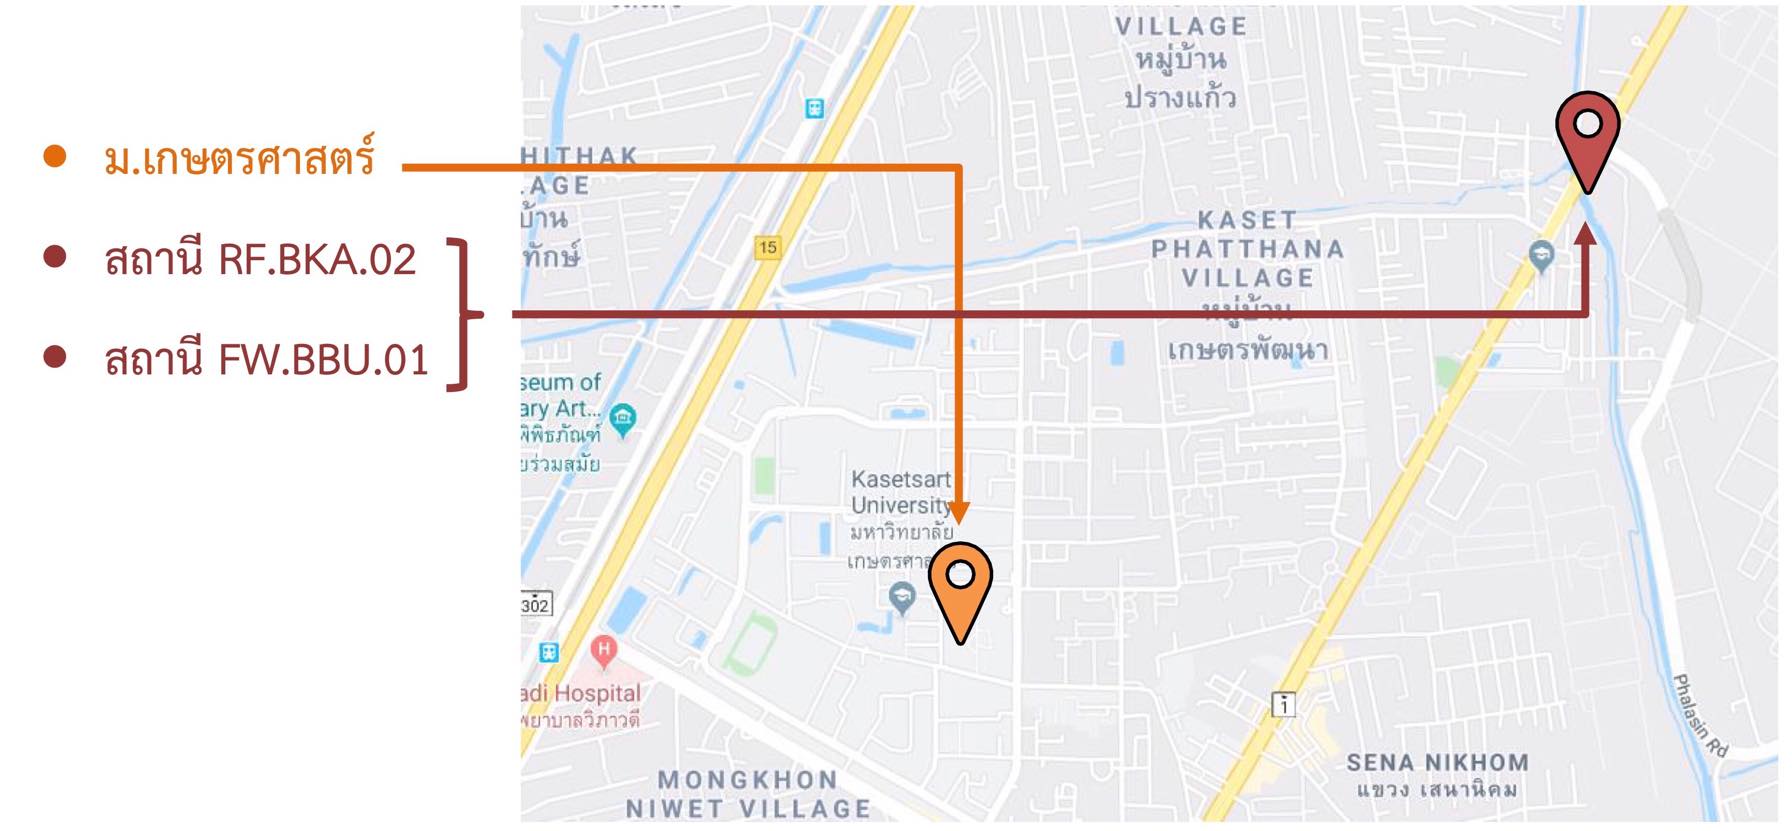 ม.เกษตรศาสตร์
สถานี RF.BKA.02
สถานี FW.BBU.01
VILLAGE
หมู่บ้าน
ปรางแก้ว
HITHAK
AGE
บ้าน
ทักษ์
15
KASET
PHATTHANA
VILLAGE
หมู่บ้าน
เกษตรพัฒนา
seum of
ary Art...
พิพิธภัณฑ์
ยร่วมสมัย
Kasetsart
University
มหาวิทยาลัย
เกษตรศา
302
H
adi Hospital
พยาบาลวิภาวดี
1
Phalasin Rd
SENA NIKHOM
แขวง เสนานิคม
MONGKHON
NIWET VILLAGE